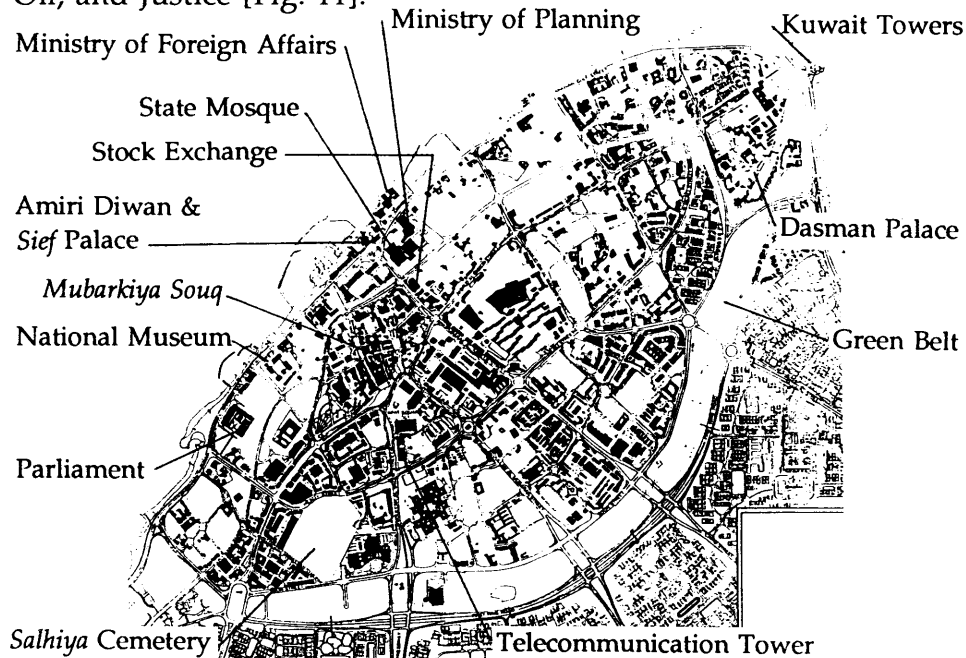 Oil, and Justice [Fig. 11].
Ministry of Planning
Kuwait Towers
Ministry of Foreign Affairs
State Mosque
Stock Exchange
Amiri Diwan &
Sief Palace
Dasman Palace
Mubarkiya Souq
National Museum
Green Belt
Parliament
Salhiya Cemetery
Telecommunication Tower